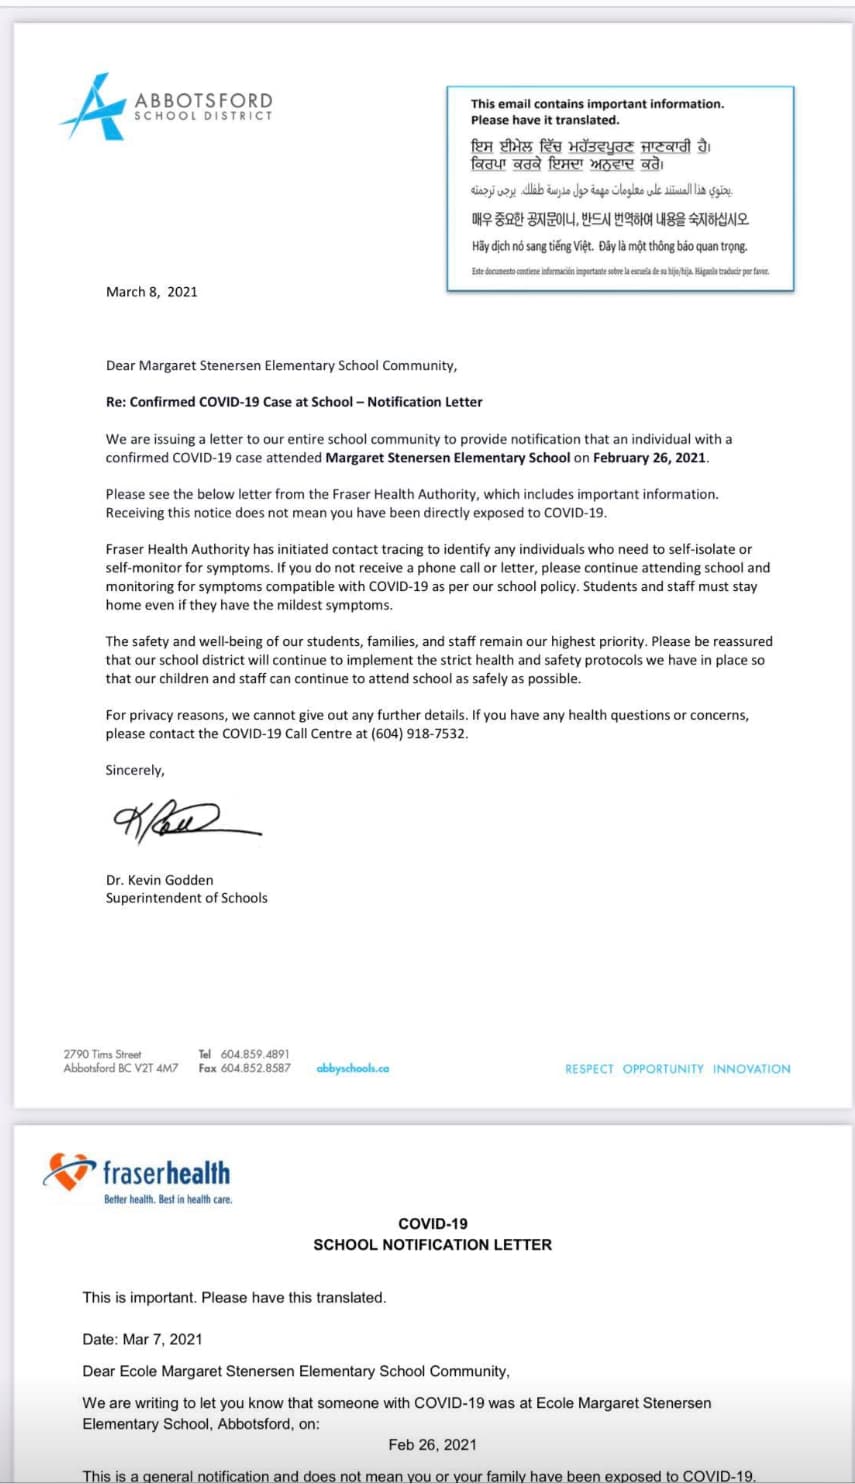 ABBOTSFORD
SCHOOL DISTRICT
This email contains important information.
Please have it translated.
ਇਸ ਈਮੇਲ ਵਿੱਚ ਮਹੱਤਵਪੂਰਣ ਜਾਣਕਾਰੀ ਹੈ।
ਕਿਰਪਾ ਕਰਕੇ ਇਸਦਾ ਅਨੁਵਾਦ ਕਰੋ।
يحتوي هذا المستند على معلومات مهمة حول مدرسة طفلك. يرجى ترجمته.
매우 중요한 공지문이니, 반드시 번역하여 내용을 숙지하십시오.
Hãy dịch nó sang tiếng Việt. Đây là một thông báo quan trọng.
Este documento contiene información importante sobre la escuela de su hijo/hija. Háganlo traducir por favor.
March 8, 2021
Dear Margaret Stenersen Elementary School Community,
Re: Confirmed COVID-19 Case at School – Notification Letter
We are issuing a letter to our entire school community to provide notification that an individual with a
confirmed COVID-19 case attended Margaret Stenersen Elementary School on February 26, 2021.
Please see the below letter from the Fraser Health Authority, which includes important information.
Receiving this notice does not mean you have been directly exposed to COVID-19.
Fraser Health Authority has initiated contact tracing to identify any individuals who need to self-isolate or
self-monitor for symptoms. If you do not receive a phone call or letter, please continue attending school and
monitoring for symptoms compatible with COVID-19 as per our school policy. Students and staff must stay
home even if they have the mildest symptoms.
The safety and well-being of our students, families, and staff remain our highest priority. Please be reassured
that our school district will continue to implement the strict health and safety protocols we have in place so
that our children and staff can continue to attend school as safely as possible.
For privacy reasons, we cannot give out any further details. If you have any health questions or concerns,
please contact the COVID-19 Call Centre at (604) 918-7532.
Sincerely,
Dr. Kevin Godden
Superintendent of Schools
2790 Tims Street Tel 604.859.4891
Abbotsford BC V2T 4M7 Fax 604.852.8587 abbyschools.ca RESPECT OPPORTUNITY INNOVATION
fraserhealth
Better health. Best in health care.
COVID-19
SCHOOL NOTIFICATION LETTER
This is important. Please have this translated.
Date: Mar 7, 2021
Dear Ecole Margaret Stenersen Elementary School Community,
We are writing to let you know that someone with COVID-19 was at Ecole Margaret Stenersen
Elementary School, Abbotsford, on:
Feb 26, 2021
This is a general notification and does not mean you or your family have been exposed to COVID-19.